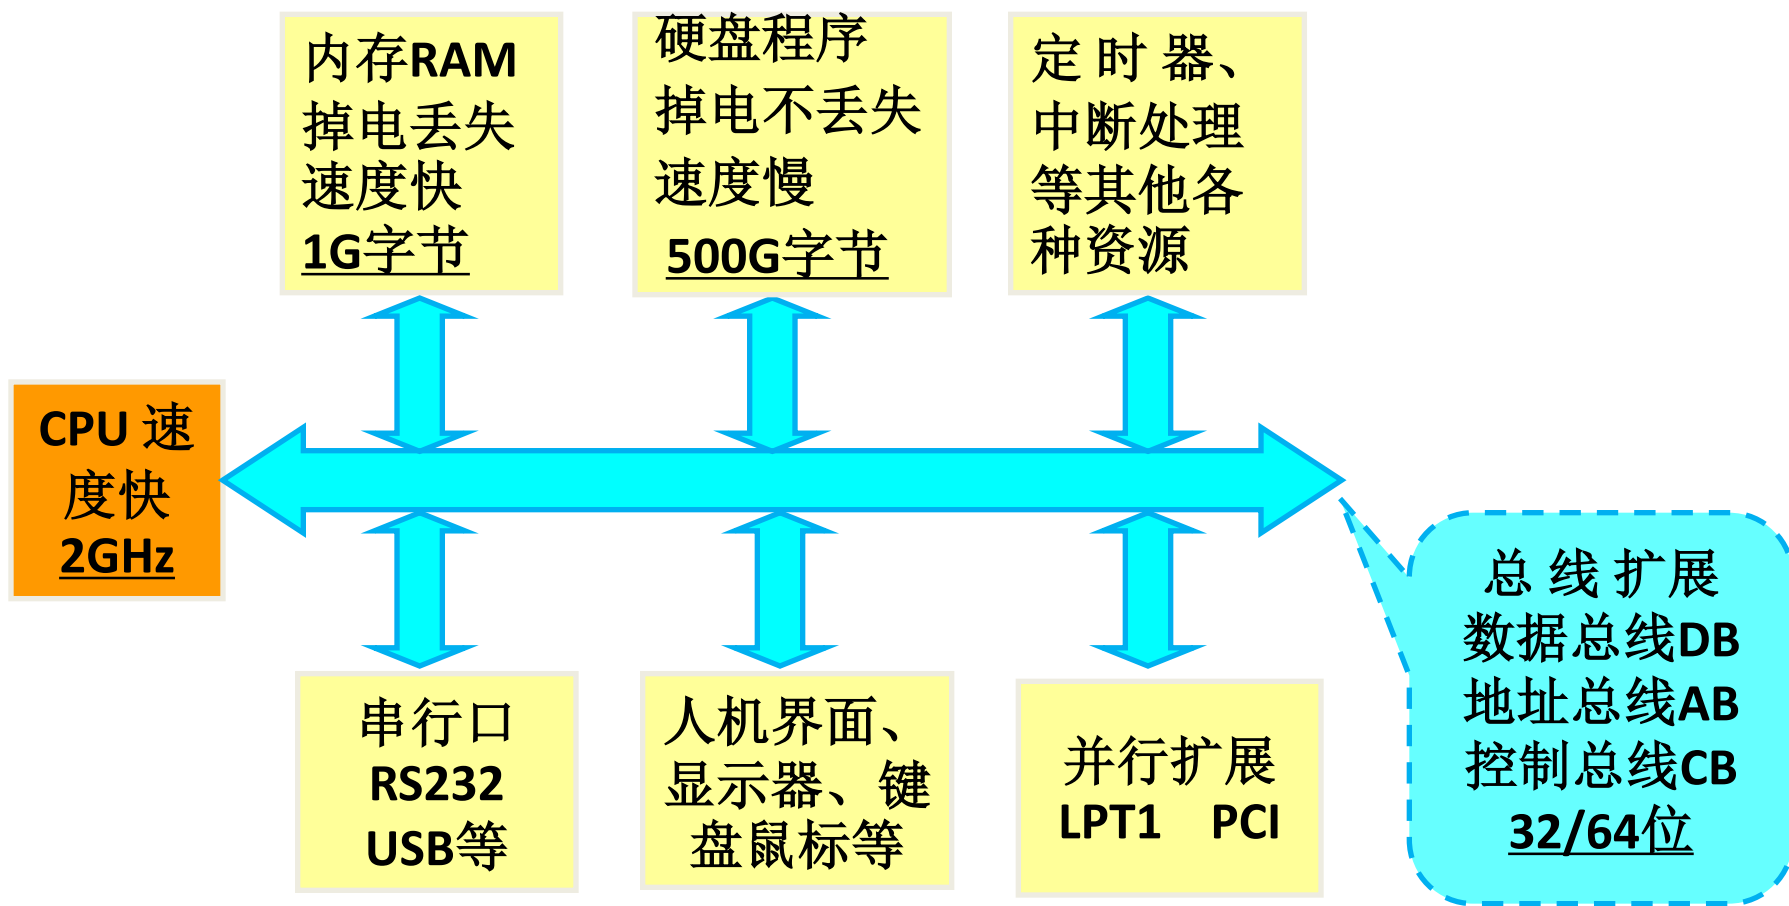 内存RAM
掉电丢失
速度快
1G字节
硬盘程序
掉电不丢失
速度慢
500G字节
定 时 器、
中断处理
等其他各
种资源
CPU 速
度快
2GHz
总 线 扩展
数据总线DB
地址总线AB
控制总线CB
32/64位
串行口
RS232
USB等
人机界面、
显示器、键
盘鼠标等
并行扩展
LPT1 PCI